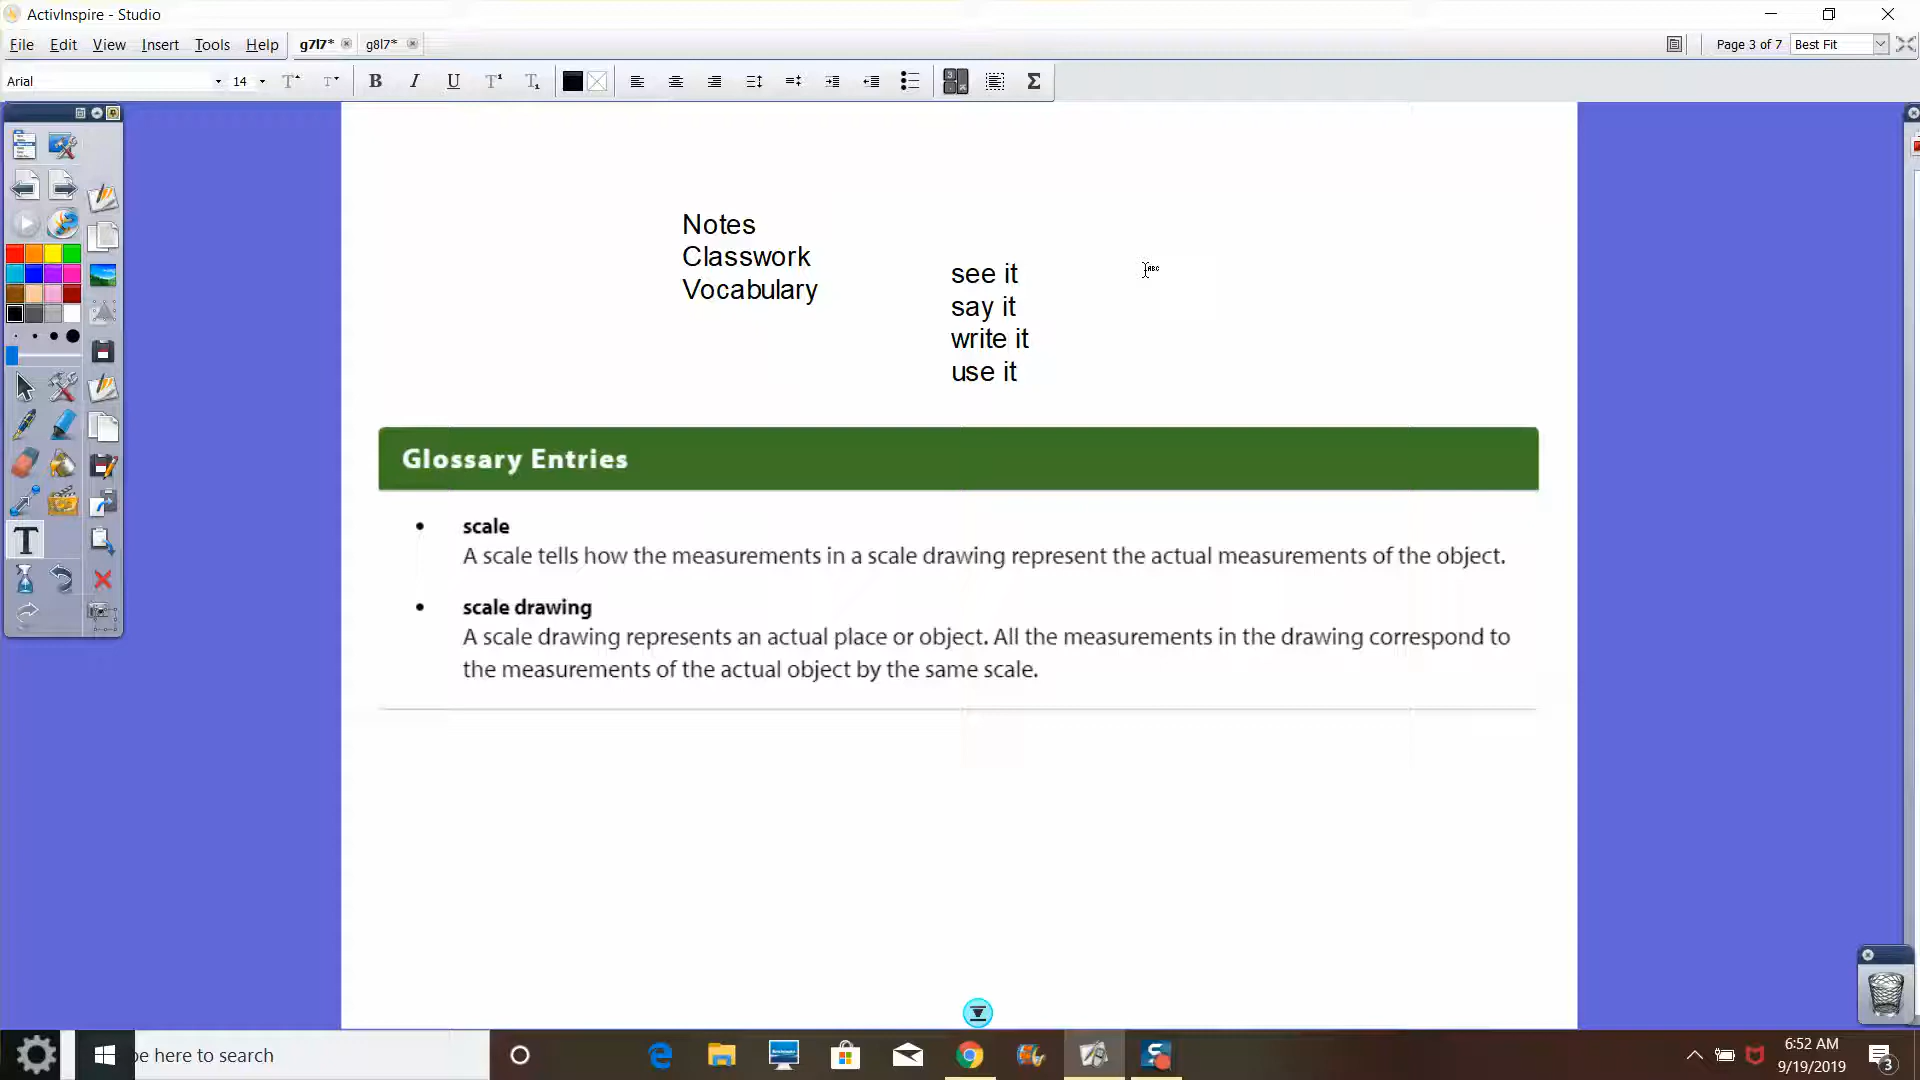 ActivInspire - Studio
File Edit View Insert Tools Help g7l7* g8l7* Page 3 of 7 Best Fit
Arial 14 B I U
Notes
Classwork
Vocabulary
see it
say it
write it
use it
Glossary Entries
• scale
A scale tells how the measurements in a scale drawing represent the actual measurements of the object.
• scale drawing
A scale drawing represents an actual place or object. All the measurements in the drawing correspond to
the measurements of the actual object by the same scale.
pe here to search
6:52 AM
9/19/2019
3